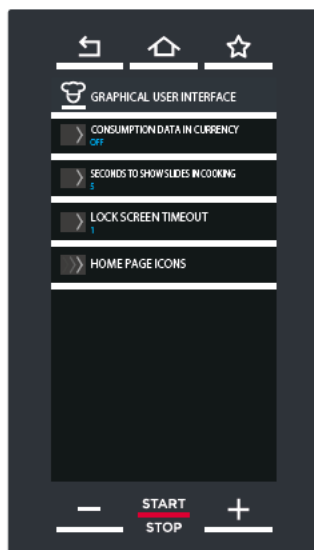 GRAPHICAL USER INTERFACE
CONSUMPTION DATA IN CURRENCY
OFF
SECONDS TO SHOW SLIDES IN COOKING
5
LOCK SCREEN TIMEOUT
1
HOME PAGE ICONS
START
STOP